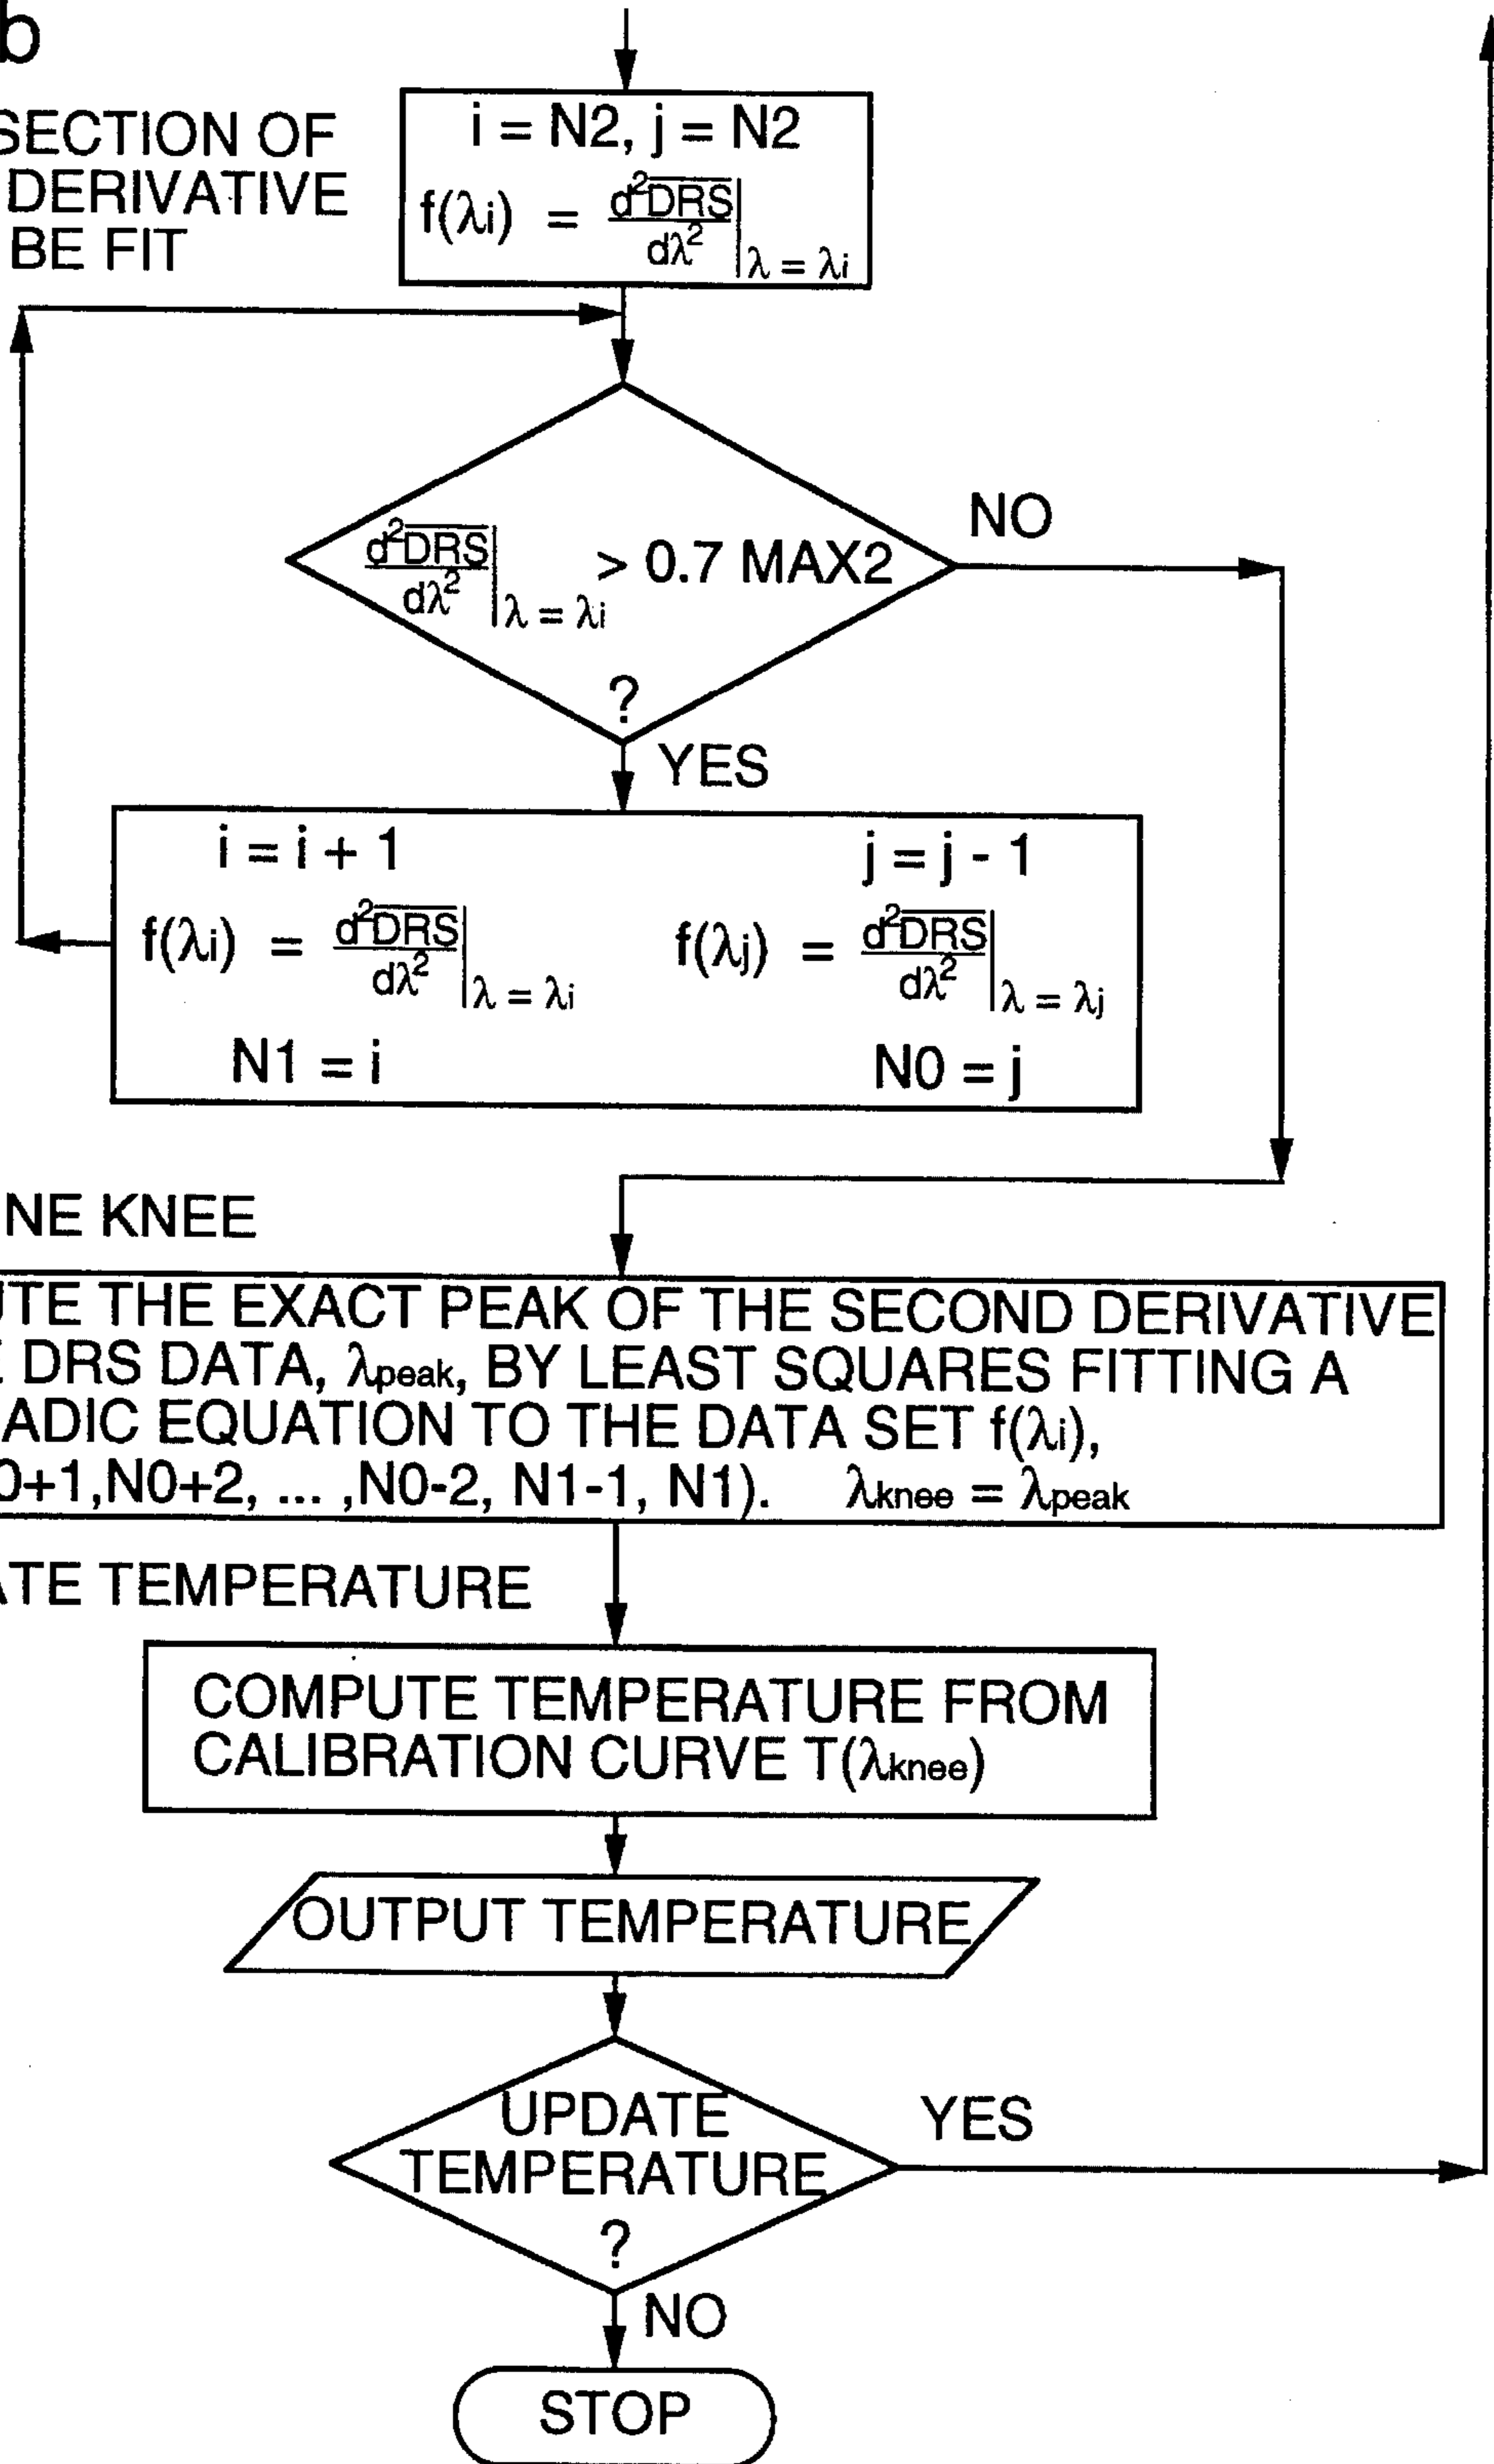 b
SECTION OF
DERIVATIVE
BE FIT
i = N2, j = N2
f(λi) = d²DRS/dλ² |λ = λi
d²DRS/dλ² |λ = λi > 0.7 MAX2
?
NO
YES
i = i + 1 j = j - 1
f(λi) = d²DRS/dλ² |λ = λi f(λj) = d²DRS/dλ² |λ = λj
N1 = i N0 = j
NE KNEE
UTE THE EXACT PEAK OF THE SECOND DERIVATIVE
DRS DATA, λpeak, BY LEAST SQUARES FITTING A
ADIC EQUATION TO THE DATA SET f(λi),
0+1,N0+2, ... ,N0-2, N1-1, N1). λknee = λpeak
ATE TEMPERATURE
COMPUTE TEMPERATURE FROM
CALIBRATION CURVE T(λknee)
OUTPUT TEMPERATURE
UPDATE
TEMPERATURE
?
YES
NO
STOP